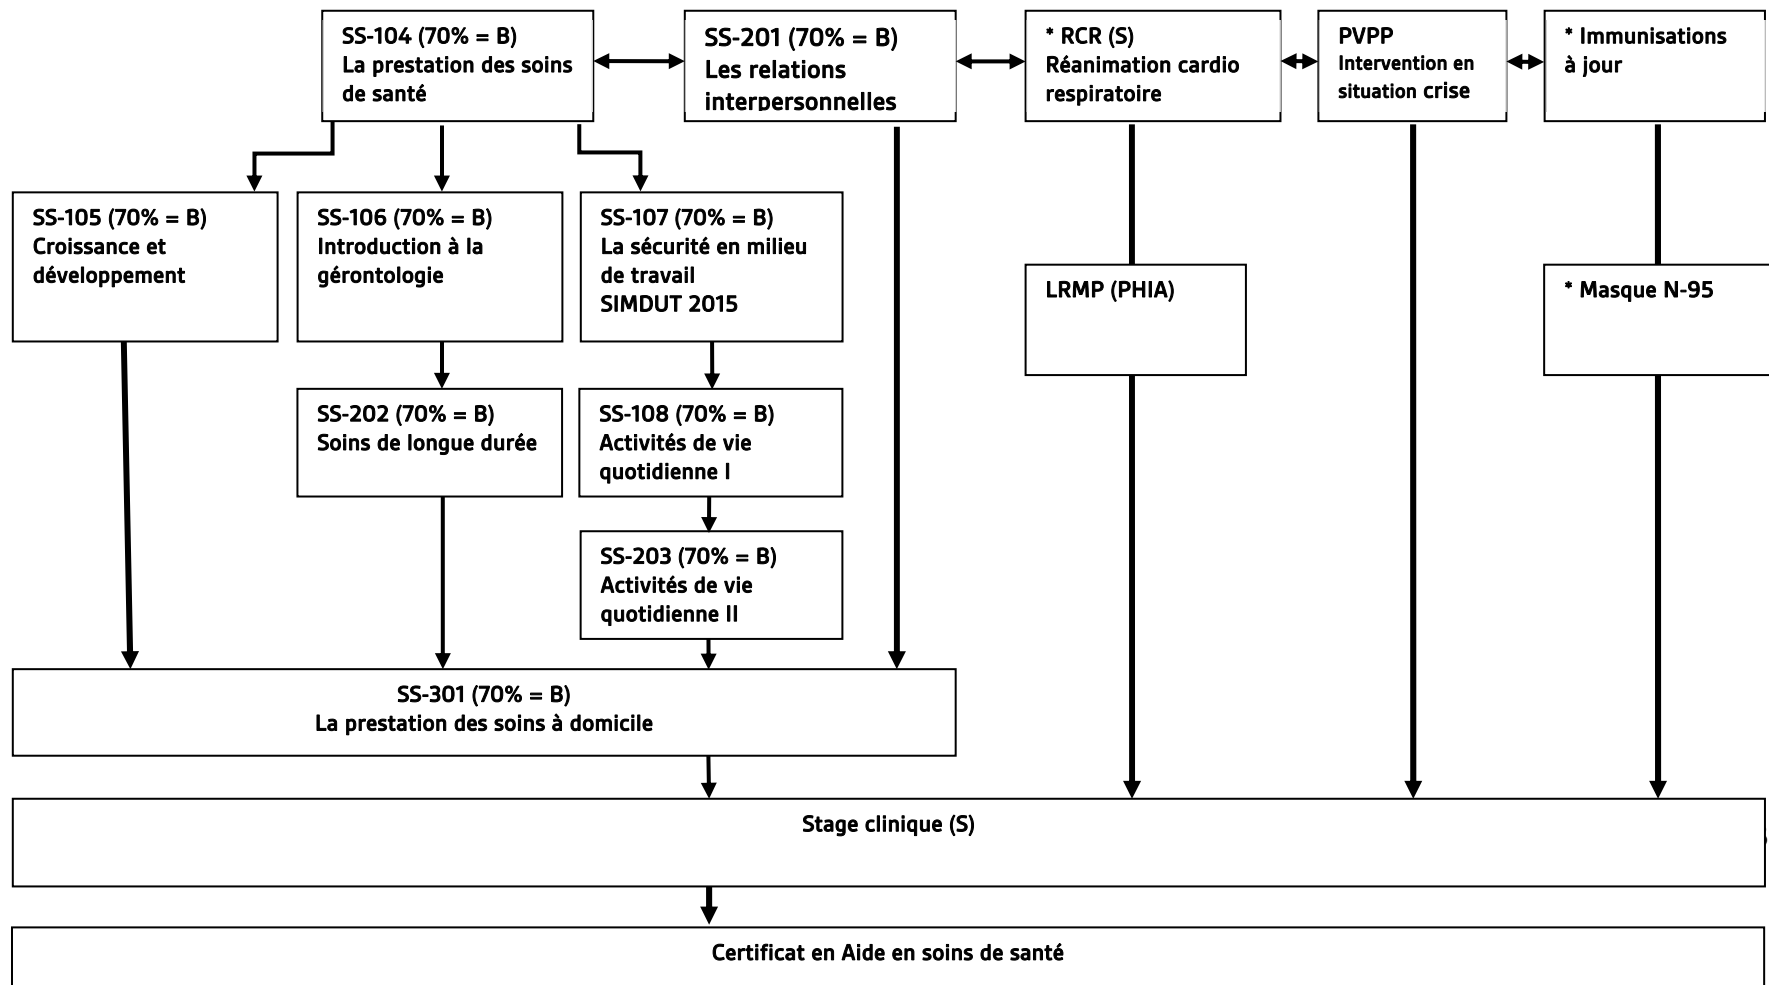 SS-104 (70% = B)
La prestation des soins
de santé
SS-201 (70% = B)
Les relations
interpersonnelles
* RCR (S)
Réanimation cardio
respiratoire
PVPP
Intervention en
situation crise
* Immunisations
à jour
SS-105 (70% = B)
Croissance et
développement
SS-106 (70% = B)
Introduction à la
gérontologie
SS-107 (70% = B)
La sécurité en milieu
de travail
SIMDUT 2015
LRMP (PHIA)
* Masque N-95
SS-202 (70% = B)
Soins de longue durée
SS-108 (70% = B)
Activités de vie
quotidienne I
SS-203 (70% = B)
Activités de vie
quotidienne II
SS-301 (70% = B)
La prestation des soins à domicile
Stage clinique (S)
Certificat en Aide en soins de santé